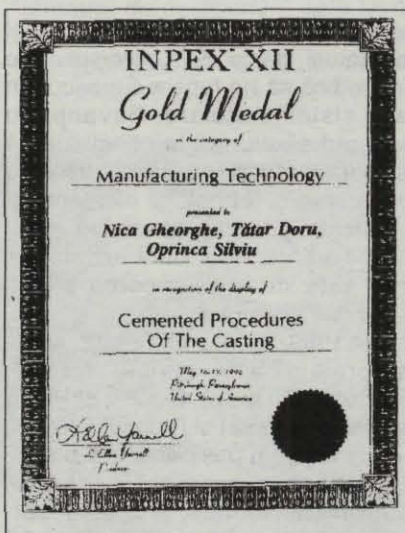 INPEX XII
Gold Medal
in the category of
Manufacturing Technology
presented to
Nica Gheorghe, Tătar Doru,
Oprinca Silviu
in recognition of the display of
Cemented Procedures
Of The Casting
May
Pittsburgh Pennsylvania
United States of America